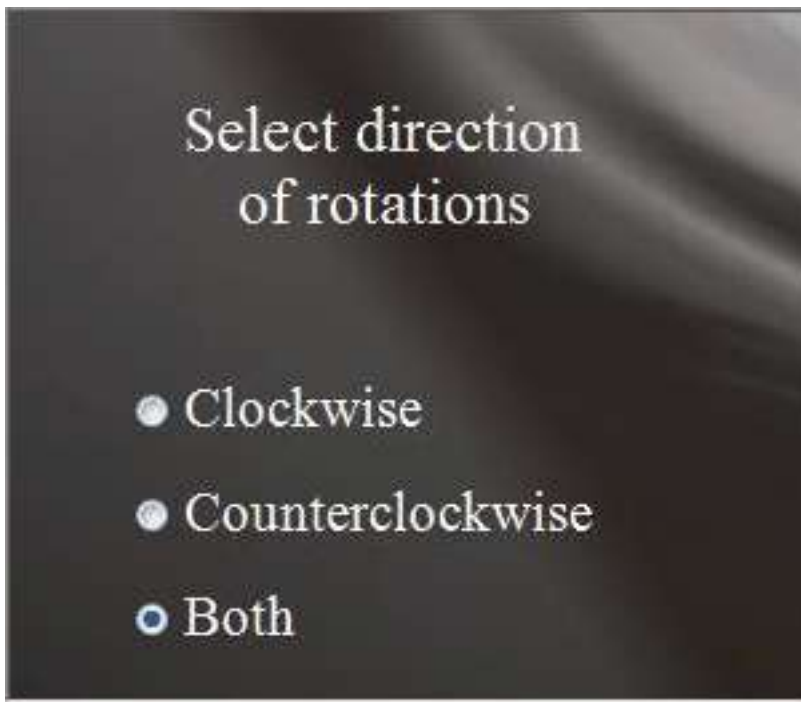 Select direction
of rotations
Clockwise
Counterclockwise
Both